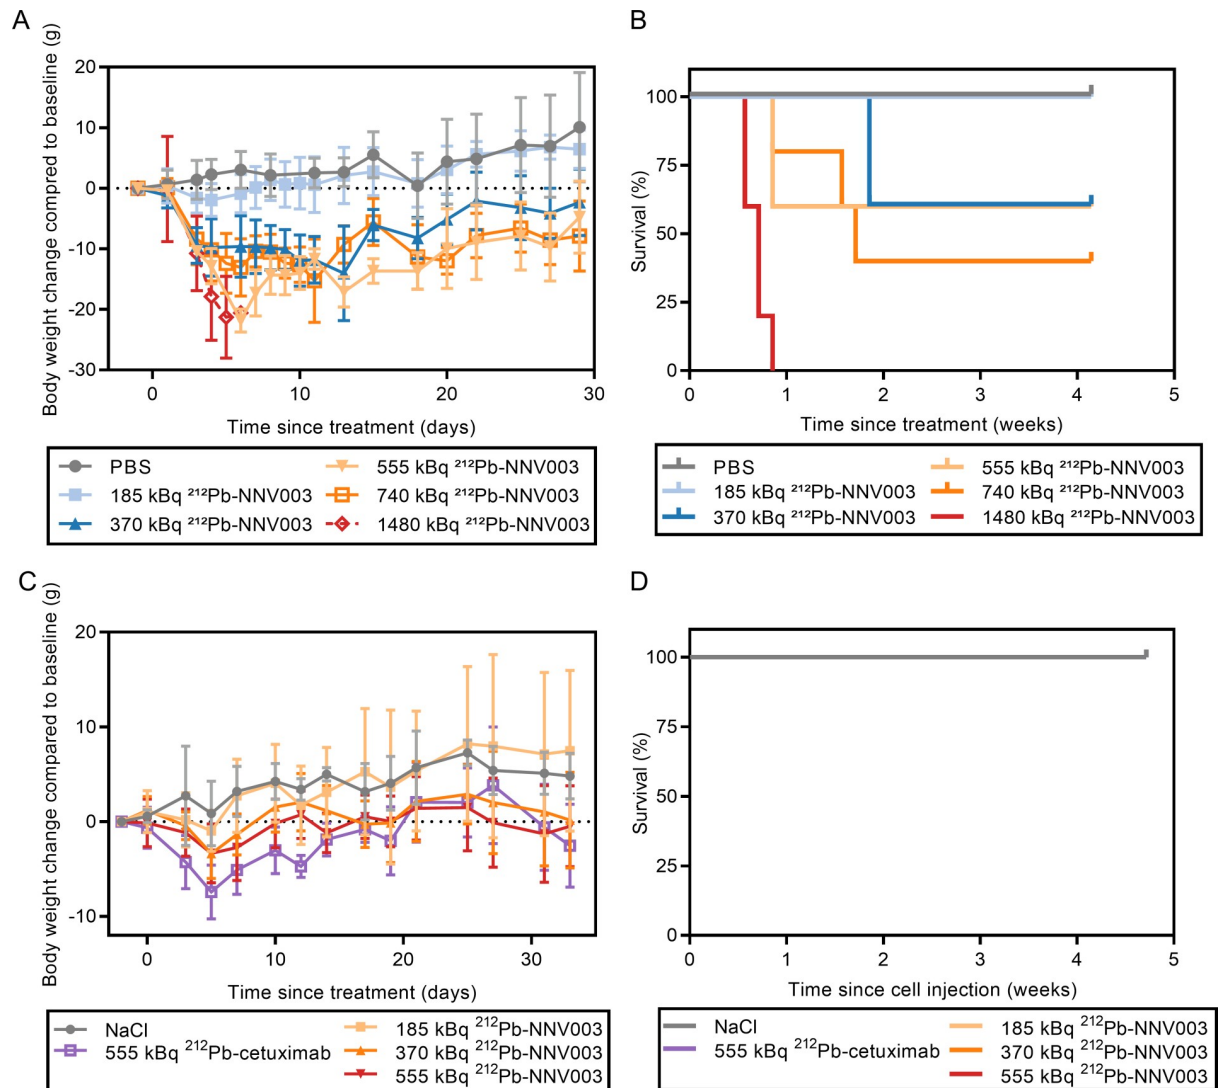 A
Body weight change compred to baseline (g)
20
10
0
-10
-20
-30
0
10
20
30
Time since treatment (days)
PBS
185 kBq ²¹²Pb-NNV003
370 kBq ²¹²Pb-NNV003
555 kBq ²¹²Pb-NNV003
740 kBq ²¹²Pb-NNV003
1480 kBq ²¹²Pb-NNV003
B
Survival (%)
100
75
50
25
0
0
1
2
3
4
5
Time since treatment (weeks)
PBS
185 kBq ²¹²Pb-NNV003
370 kBq ²¹²Pb-NNV003
555 kBq ²¹²Pb-NNV003
740 kBq ²¹²Pb-NNV003
1480 kBq ²¹²Pb-NNV003
C
Body weight change compared to baseline (g)
20
10
0
-10
0
10
20
30
Time since treatment (days)
NaCl
555 kBq ²¹²Pb-cetuximab
185 kBq ²¹²Pb-NNV003
370 kBq ²¹²Pb-NNV003
555 kBq ²¹²Pb-NNV003
D
Survival (%)
100
75
50
25
0
0
1
2
3
4
5
Time since cell injection (weeks)
NaCl
555 kBq ²¹²Pb-cetuximab
185 kBq ²¹²Pb-NNV003
370 kBq ²¹²Pb-NNV003
555 kBq ²¹²Pb-NNV003